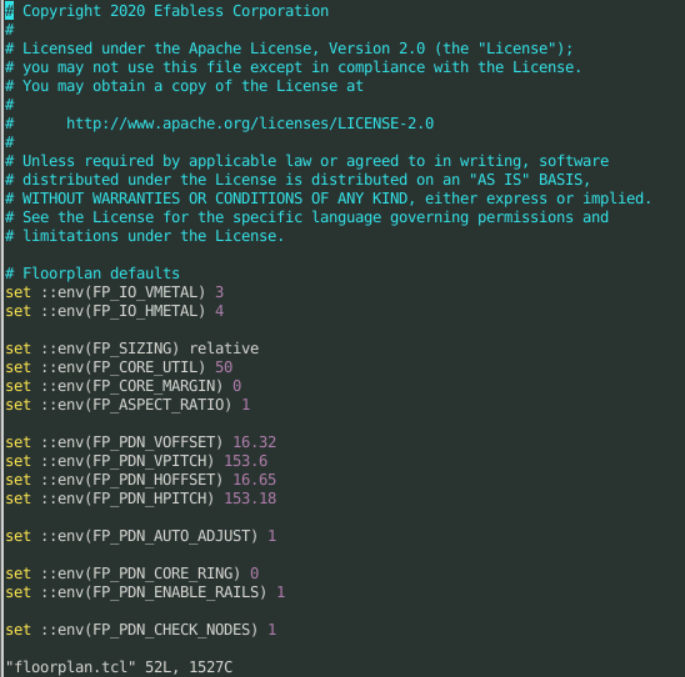 # Copyright 2020 Efabless Corporation
#
# Licensed under the Apache License, Version 2.0 (the "License");
# you may not use this file except in compliance with the License.
# You may obtain a copy of the License at
#
#      http://www.apache.org/licenses/LICENSE-2.0
#
# Unless required by applicable law or agreed to in writing, software
# distributed under the License is distributed on an "AS IS" BASIS,
# WITHOUT WARRANTIES OR CONDITIONS OF ANY KIND, either express or implied.
# See the License for the specific language governing permissions and
# limitations under the License.
# Floorplan defaults
set ::env(FP_IO_VMETAL) 3
set ::env(FP_IO_HMETAL) 4
set ::env(FP_SIZING) relative
set ::env(FP_CORE_UTIL) 50
set ::env(FP_CORE_MARGIN) 0
set ::env(FP_ASPECT_RATIO) 1
set ::env(FP_PDN_VOFFSET) 16.32
set ::env(FP_PDN_VPITCH) 153.6
set ::env(FP_PDN_HOFFSET) 16.65
set ::env(FP_PDN_HPITCH) 153.18
set ::env(FP_PDN_AUTO_ADJUST) 1
set ::env(FP_PDN_CORE_RING) 0
set ::env(FP_PDN_ENABLE_RAILS) 1
set ::env(FP_PDN_CHECK_NODES) 1
"floorplan.tcl" 52L, 1527C